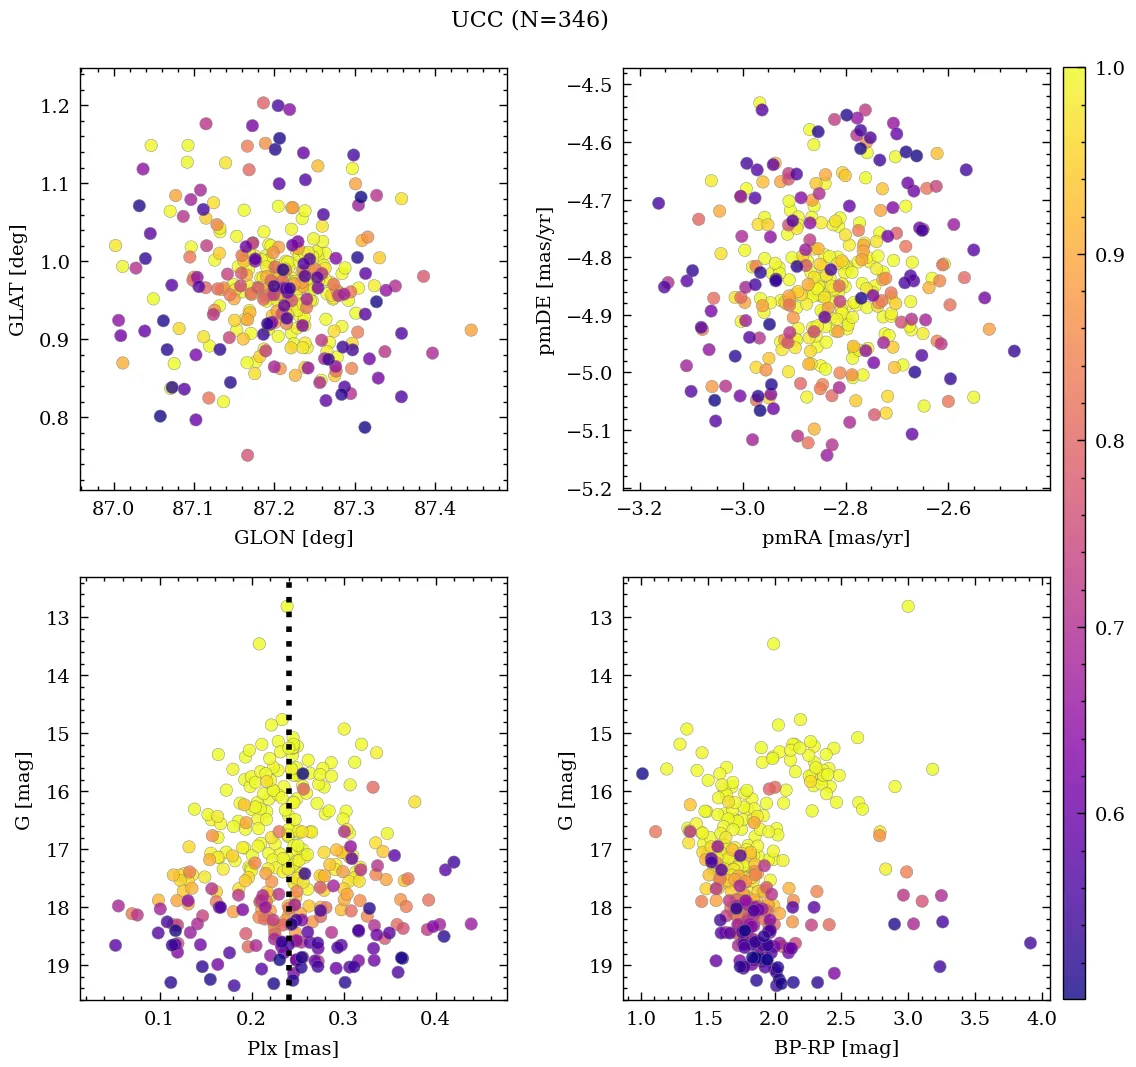 UCC (N=346)
1.2
1.1
1.0
0.9
0.8
GLAT [deg]
87.0 87.1 87.2 87.3 87.4
GLON [deg]
−4.5
−4.6
−4.7
−4.8
−4.9
−5.0
−5.1
−5.2
pmDE [mas/yr]
−3.2 −3.0 −2.8 −2.6
pmRA [mas/yr]
1.0
0.9
0.8
0.7
0.6
13
14
15
16
17
18
19
G [mag]
0.1 0.2 0.3 0.4
Plx [mas]
13
14
15
16
17
18
19
G [mag]
1.0 1.5 2.0 2.5 3.0 3.5 4.0
BP-RP [mag]